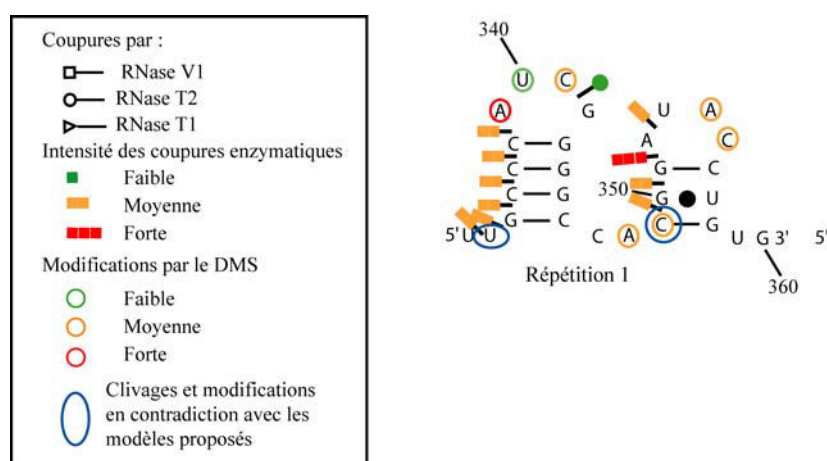 Coupures par :
RNase V1
RNase T2
RNase T1
Intensité des coupures enzymatiques
Faible
Moyenne
Forte
Modifications par le DMS
Faible
Moyenne
Forte
Clivages et modifications
en contradiction avec les
modèles proposés
340
U C
A G U A
C G A C
C G G C
C G 350 G U
C G C G
G C
5' U U C A U G 3' 5'
Répétition 1
360